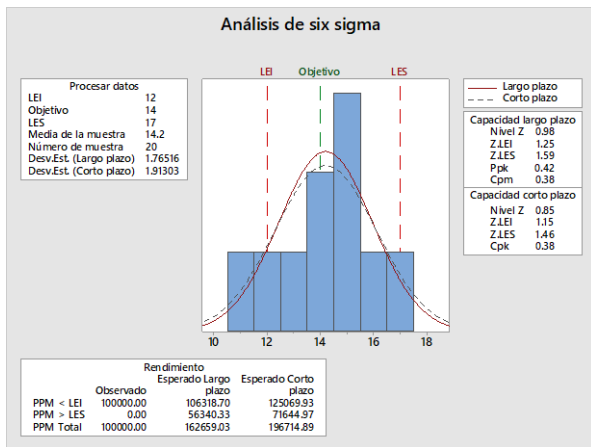 Análisis de six sigma
Procesar datos
LEI 12
Objetivo 14
LES 17
Media de la muestra 14.2
Número de muestra 20
Desv.Est. (Largo plazo) 1.76516
Desv.Est. (Corto plazo) 1.91303
LEI Objetivo LES
10 12 14 16 18
Largo plazo
Corto plazo
Capacidad largo plazo
Nivel Z 0.98
Z.LEI 1.25
Z.LES 1.59
Ppk 0.42
Cpm 0.38
Capacidad corto plazo
Nivel Z 0.85
Z.LEI 1.15
Z.LES 1.46
Cpk 0.38
Rendimiento
Esperado Largo Esperado Corto
Observado plazo plazo
PPM < LEI 100000.00 106318.70 125069.93
PPM > LES 0.00 56340.33 71644.97
PPM Total 100000.00 162659.03 196714.89